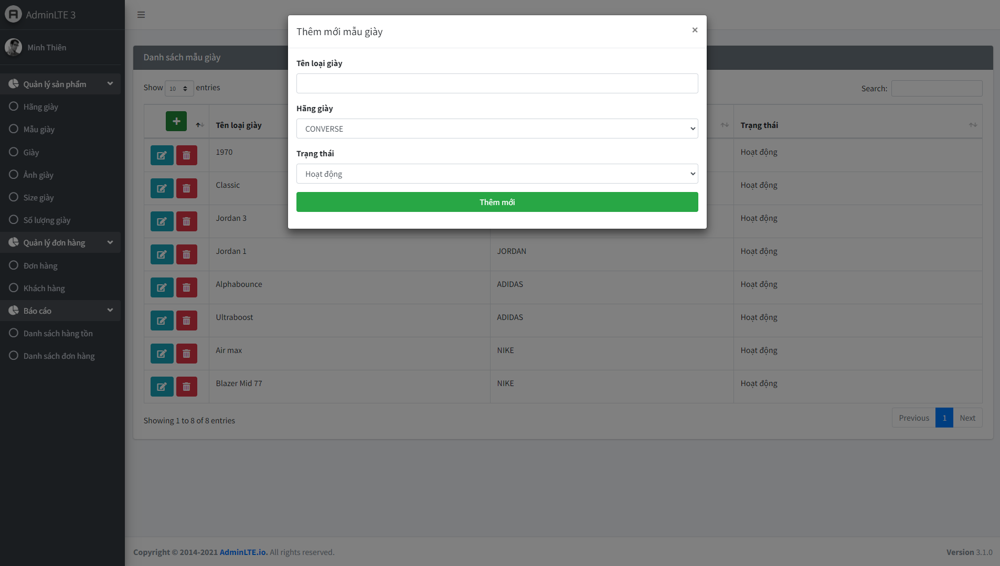 AdminLTE 3
Minh Thiên
Quản lý sản phẩm
Hãng giày
Mẫu giày
Giày
Ảnh giày
Size giày
Số lượng giày
Quản lý đơn hàng
Đơn hàng
Khách hàng
Báo cáo
Danh sách hàng tồn
Danh sách đơn hàng
Thêm mới mẫu giày ×
Tên loại giày
Hãng giày
CONVERSE
Trạng thái
Hoạt động
Thêm mới
Danh sách mẫu giày
Show 10 entries Search:
Tên loại giày Trạng thái
1970 Hoạt động
Classic Hoạt động
Jordan 3 Hoạt động
Jordan 1 JORDAN Hoạt động
Alphabounce ADIDAS Hoạt động
Ultraboost ADIDAS Hoạt động
Air max NIKE Hoạt động
Blazer Mid 77 NIKE Hoạt động
Showing 1 to 8 of 8 entries Previous 1 Next
Copyright © 2014-2021 AdminLTE.io. All rights reserved. Version 3.1.0